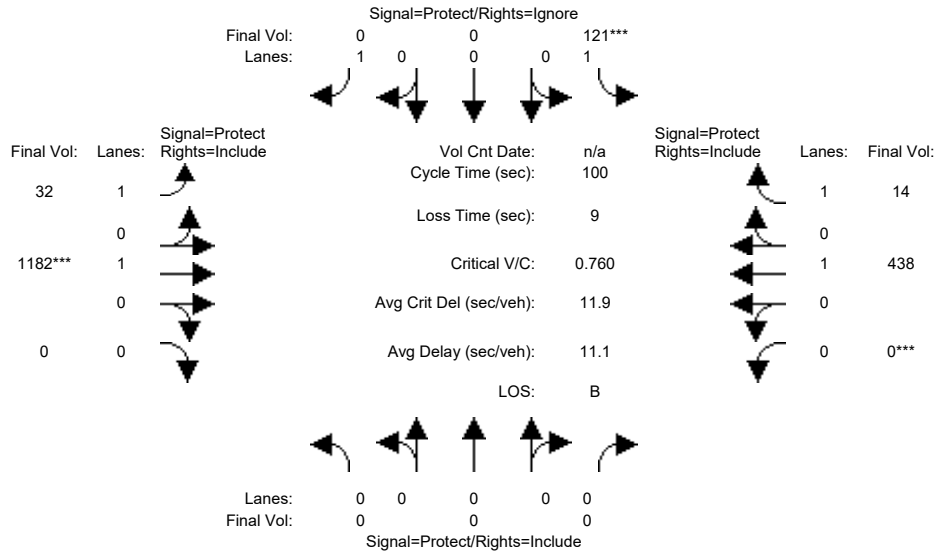 Signal=Protect/Rights=Ignore
Final Vol: 0 0 121***
Lanes: 1 0 0 0 1
Signal=Protect
Final Vol: Lanes: Rights=Include
Vol Cnt Date: n/a
Cycle Time (sec): 100
Loss Time (sec): 9
Critical V/C: 0.760
Avg Crit Del (sec/veh): 11.9
Avg Delay (sec/veh): 11.1
LOS: B
Signal=Protect
Rights=Include Lanes: Final Vol:
32 1
0
1182*** 1
0
0 0
1 14
0
1 438
0
0 0***
Lanes: 0 0 0 0 0
Final Vol: 0 0 0
Signal=Protect/Rights=Include